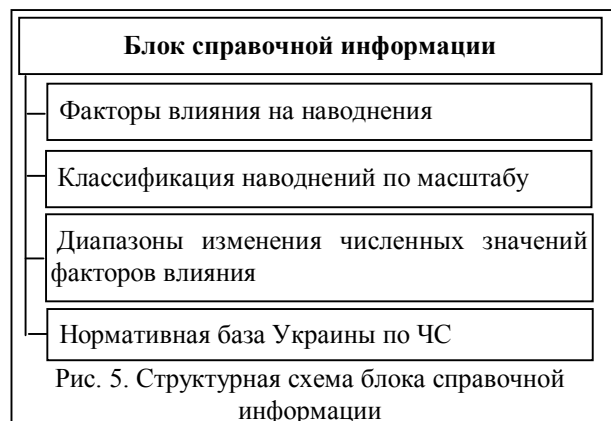 Блок справочной информации
Факторы влияния на наводнения
Классификация наводнений по масштабу
Диапазоны изменения численных значений
факторов влияния
Нормативная база Украины по ЧС
Рис. 5. Структурная схема блока справочной
информации